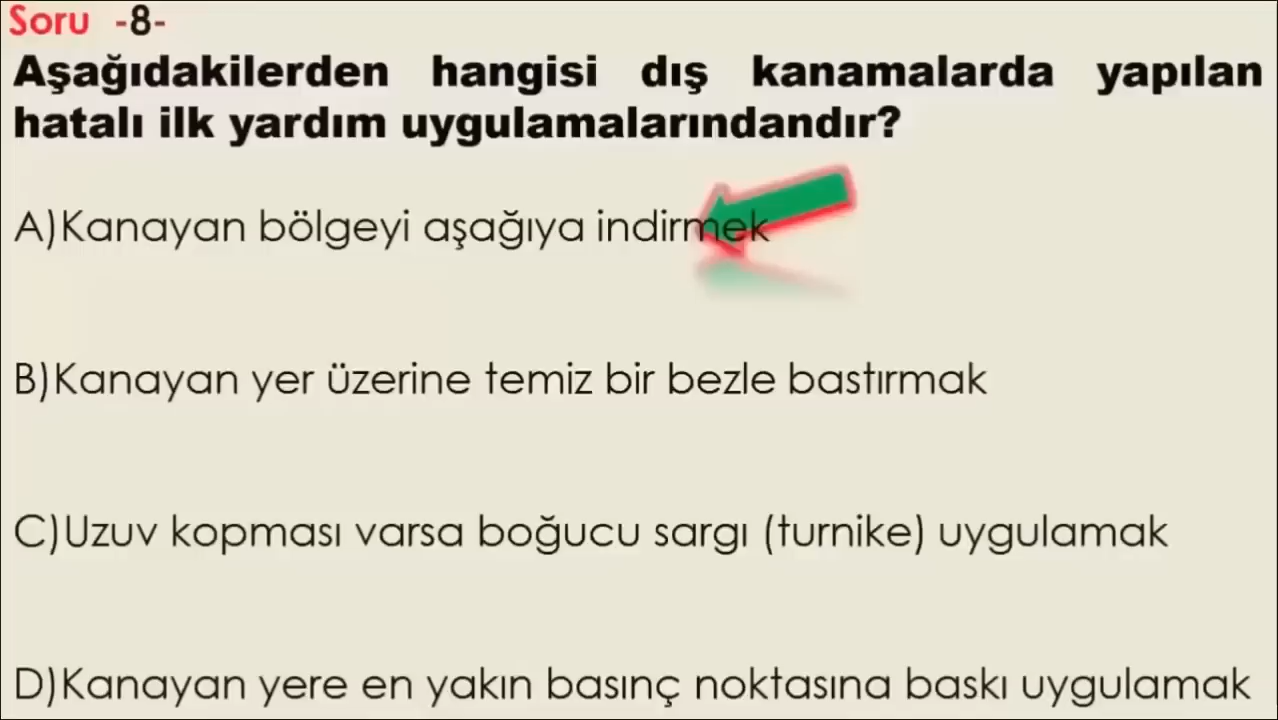 Soru -8-
Aşağıdakilerden hangisi dış kanamalarda yapılan
hatalı ilk yardım uygulamalarındandır?
A)Kanayan bölgeyi aşağıya indirmek
B)Kanayan yer üzerine temiz bir bezle bastırmak
C)Uzuv kopması varsa boğucu sargı (turnike) uygulamak
D)Kanayan yere en yakın basınç noktasına baskı uygulamak